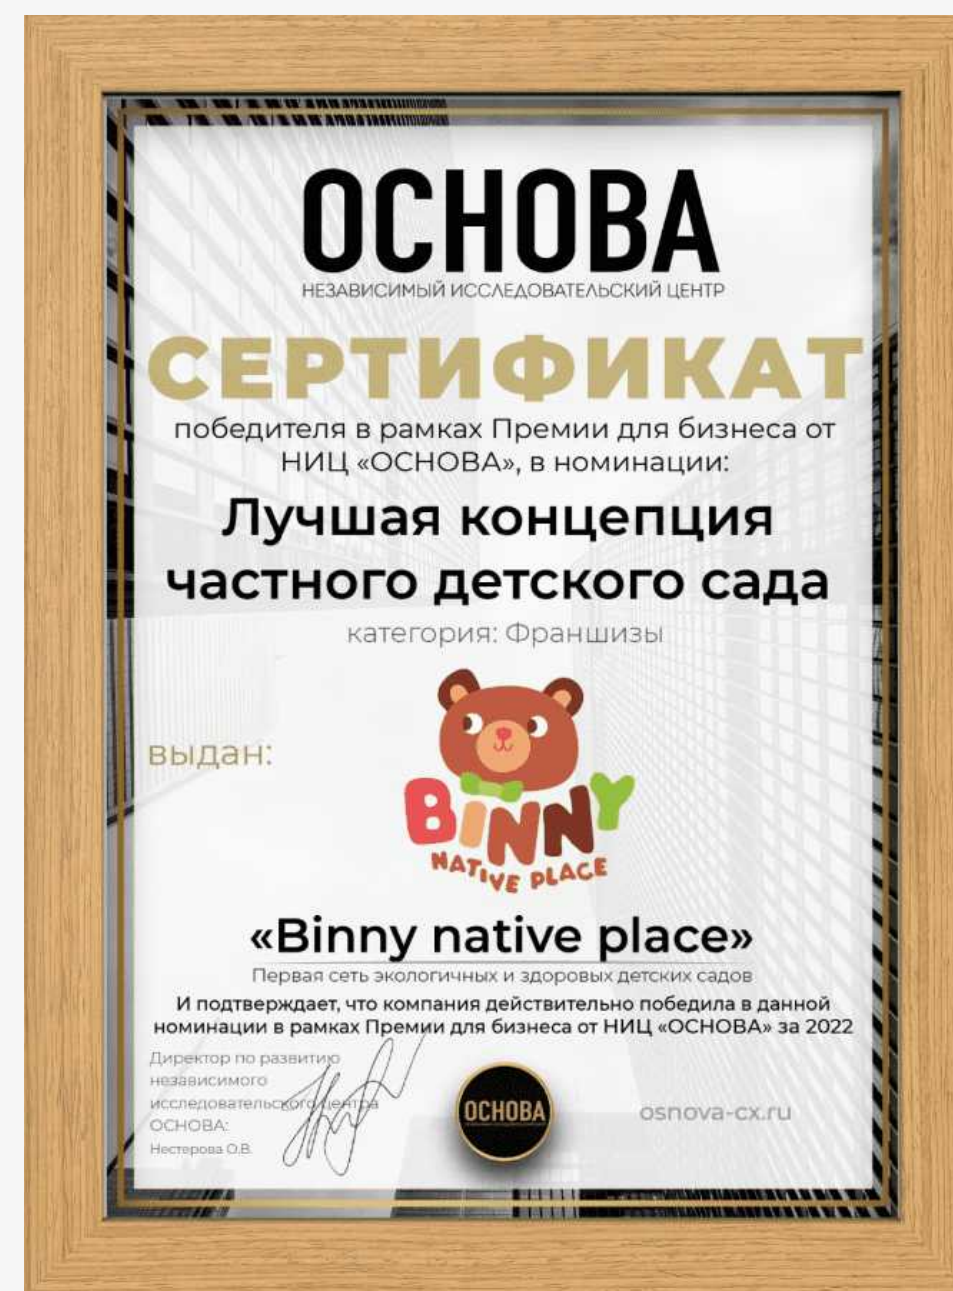 ОСНОВА
НЕЗАВИСИМЫЙ ИССЛЕДОВАТЕЛЬСКИЙ ЦЕНТР
СЕРТИФИКАТ
победителя в рамках Премии для бизнеса от
НИЦ «ОСНОВА», в номинации:
Лучшая концепция
частного детского сада
категория: Франшизы
выдан:
BINNY
NATIVE PLACE
«Binny native place»
Первая сеть экологичных и здоровых детских садов
И подтверждает, что компания действительно победила в данной
номинации в рамках Премии для бизнеса от НИЦ «ОСНОВА» за 2022
Директор по развитию
независимого
исследовательского центра
ОСНОВА:
Нестерова О.В.
ОСНОВА
osnova-cx.ru